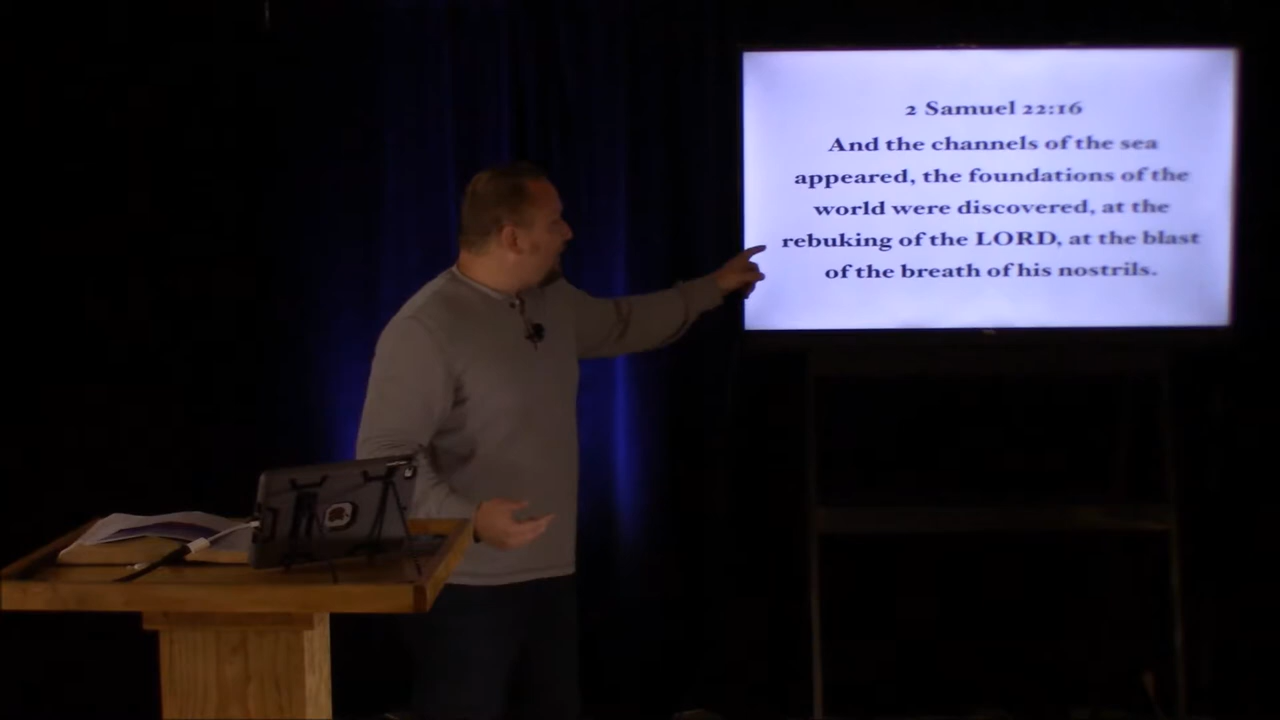 2 Samuel 22:16
And the channels of the sea
appeared, the foundations of the
world were discovered, at the
rebuking of the LORD, at the blast
of the breath of his nostrils.